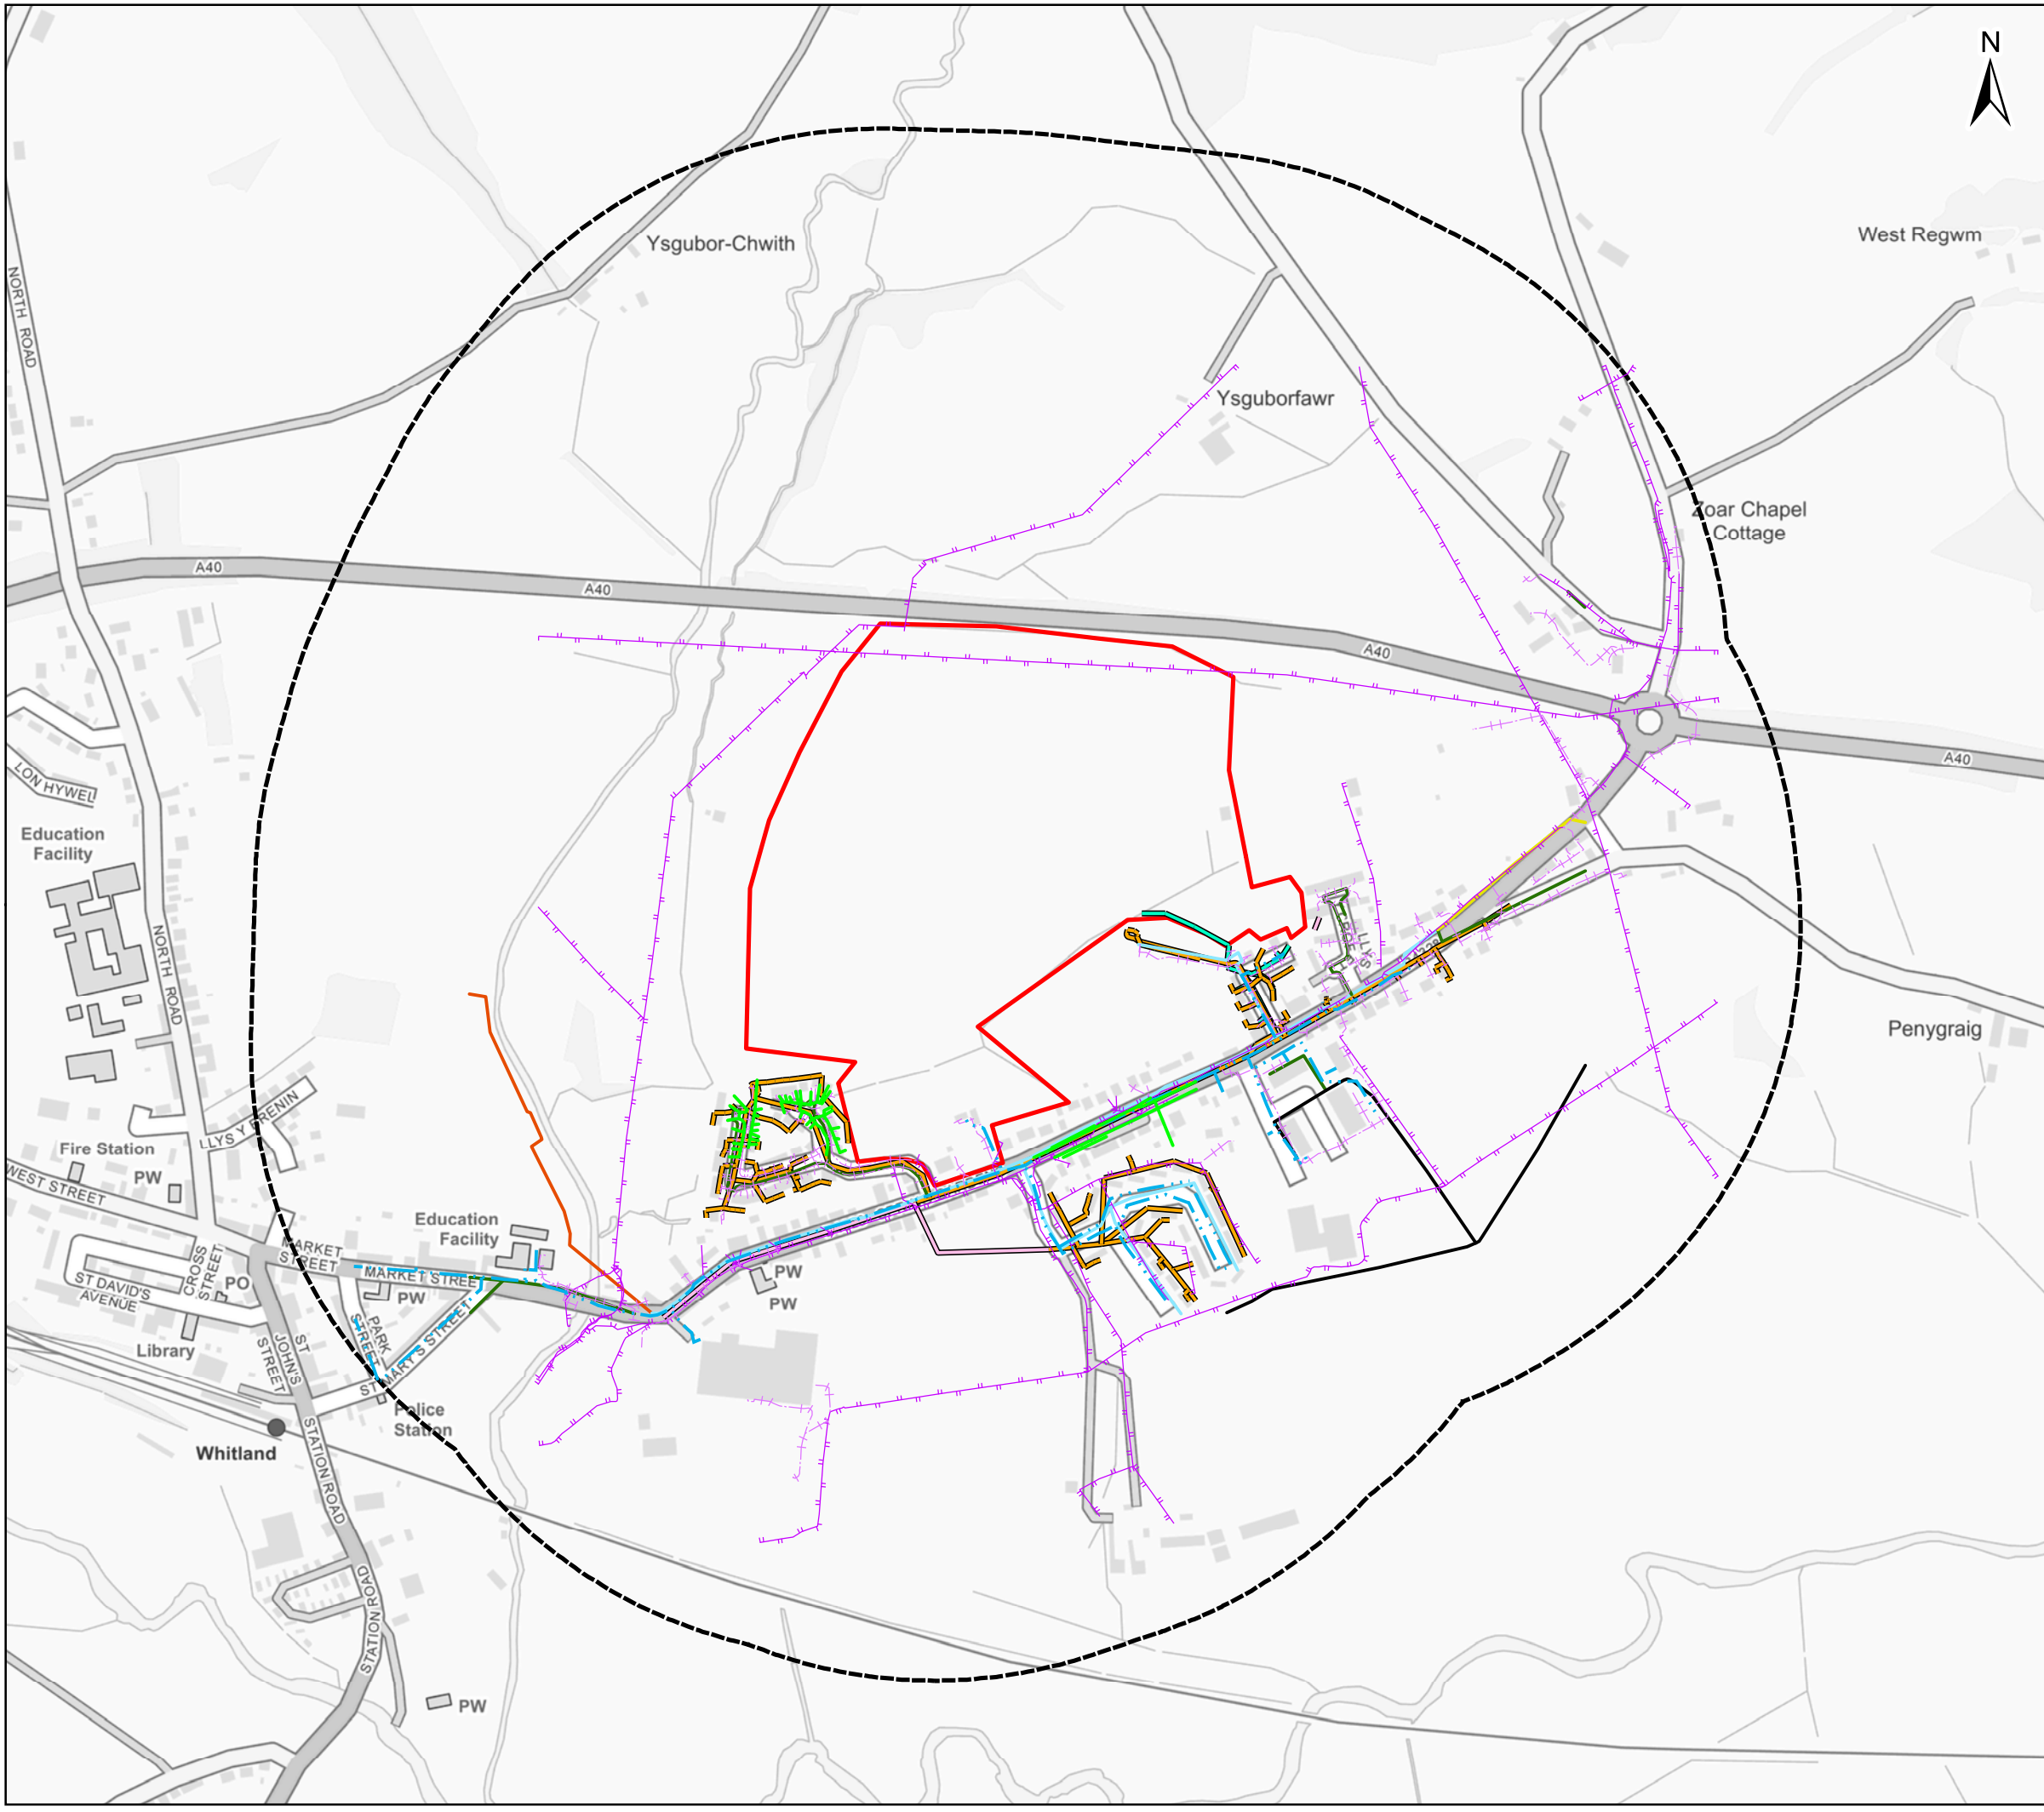 N
Ysgubor-Chwith
West Regwm
NORTH ROAD
Ysguborfawr
Zoar Chapel
Cottage
A40
A40
A40
A40
LON HYWEL
Education
Facility
NORTH ROAD
Penygraig
LLYS Y BRENIN
Fire Station
PW
WEST STREET
Education
Facility
MARKET
STREET
MARKET STREE
CROSS
STREET
ST DAVID'S
AVENUE
PO
PW
PW
PW
PARK
STREET
ST MARY'S STREET
Library
ST
JOHN'S
STREET
Police
Station
Whitland
STATION ROAD
STATION ROAD
PW